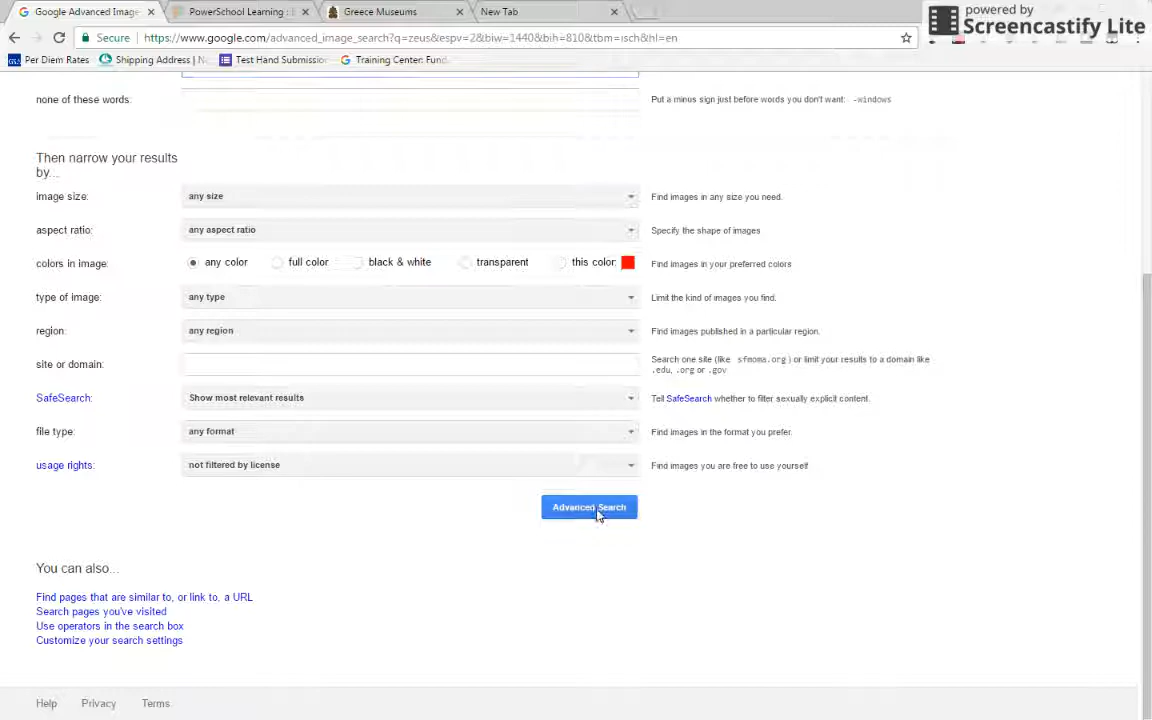 Google Advanced Image
PowerSchool Learning :
Greece Museums
New Tab
powered by
Screencastify Lite
Secure
https://www.google.com/advanced_image_search?q=zeus&espv=2&biw=1440&bih=810&tbm=isch&hl=en
Per Diem Rates
Shipping Address | N
Test Hand Submissio
Training Center: Fund
none of these words:
Put a minus sign just before words you don't want: -windows
Then narrow your results
by...
image size:
any size
Find images in any size you need.
aspect ratio:
any aspect ratio
Specify the shape of images
colors in image:
any color
full color
black & white
transparent
this color:
Find images in your preferred colors
type of image:
any type
Limit the kind of images you find.
region:
any region
Find images published in a particular region.
site or domain:
Search one site (like sfmoma.org ) or limit your results to a domain like
.edu, .org or .gov
SafeSearch:
Show most relevant results
Tell SafeSearch whether to filter sexually explicit content.
file type:
any format
Find images in the format you prefer.
usage rights:
not filtered by license
Find images you are free to use yourself
Advanced Search
You can also...
Find pages that are similar to, or link to, a URL
Search pages you've visited
Use operators in the search box
Customize your search settings
Help
Privacy
Terms